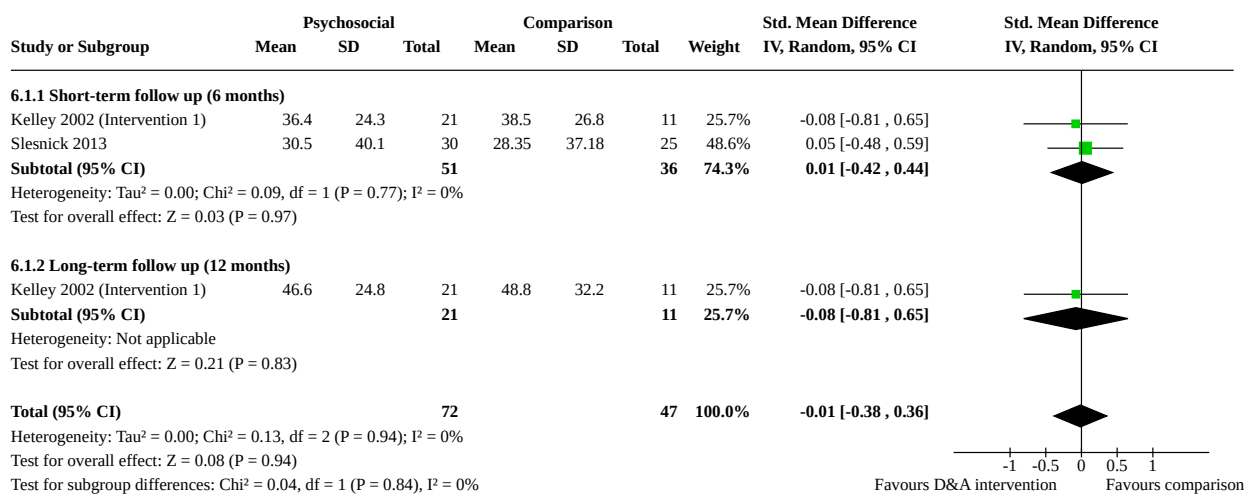 Psychosocial Comparison Std. Mean Difference Std. Mean Difference
Study or Subgroup Mean SD Total Mean SD Total Weight IV, Random, 95% CI IV, Random, 95% CI
6.1.1 Short-term follow up (6 months)
Kelley 2002 (Intervention 1) 36.4 24.3 21 38.5 26.8 11 25.7% -0.08 [-0.81 , 0.65]
Slesnick 2013 30.5 40.1 30 28.35 37.18 25 48.6% 0.05 [-0.48 , 0.59]
Subtotal (95% CI) 51 36 74.3% 0.01 [-0.42 , 0.44]
Heterogeneity: Tau² = 0.00; Chi² = 0.09, df = 1 (P = 0.77); I² = 0%
Test for overall effect: Z = 0.03 (P = 0.97)
6.1.2 Long-term follow up (12 months)
Kelley 2002 (Intervention 1) 46.6 24.8 21 48.8 32.2 11 25.7% -0.08 [-0.81 , 0.65]
Subtotal (95% CI) 21 11 25.7% -0.08 [-0.81 , 0.65]
Heterogeneity: Not applicable
Test for overall effect: Z = 0.21 (P = 0.83)
Total (95% CI) 72 47 100.0% -0.01 [-0.38 , 0.36]
Heterogeneity: Tau² = 0.00; Chi² = 0.13, df = 2 (P = 0.94); I² = 0%
Test for overall effect: Z = 0.08 (P = 0.94)
-1 -0.5 0 0.5 1
Test for subgroup differences: Chi² = 0.04, df = 1 (P = 0.84), I² = 0% Favours D&A intervention Favours comparison